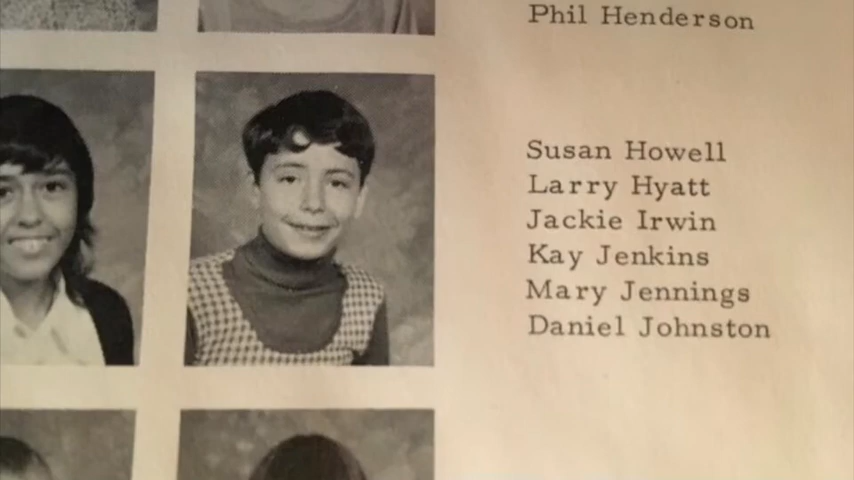 Phil Henderson
Susan Howell
Larry Hyatt
Jackie Irwin
Kay Jenkins
Mary Jennings
Daniel Johnston